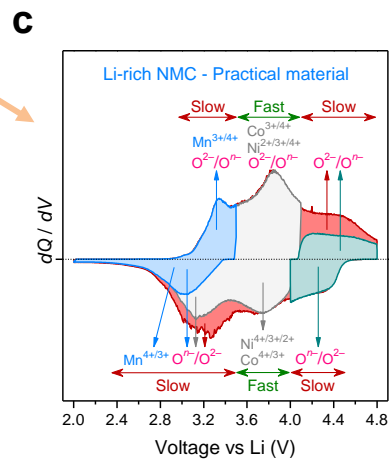 c
Li-rich NMC - Practical material
Slow Fast Slow
Co³⁺/⁴⁺
Mn³⁺/⁴⁺ Ni²⁺/³⁺/⁴⁺
O²⁻/Oⁿ⁻ O²⁻/Oⁿ⁻ O²⁻/Oⁿ⁻
dQ / dV
Ni⁴⁺/³⁺/²⁺
Mn⁴⁺/³⁺ Oⁿ⁻/O²⁻ Co⁴⁺/³⁺ Oⁿ⁻/O²⁻
Slow Fast Slow
2.0 2.4 2.8 3.2 3.6 4.0 4.4 4.8
Voltage vs Li (V)